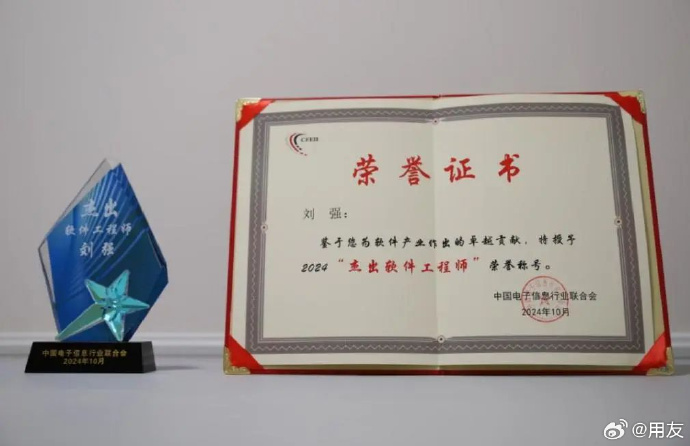 杰出
软件工程师
刘强
中国电子信息行业联合会
2024年10月
CEEIA
荣誉证书
刘强：
鉴于您为软件产业作出的卓越贡献，特授予
2024“杰出软件工程师”荣誉称号。
中国电子信息行业联合会
2024年10月
@用友